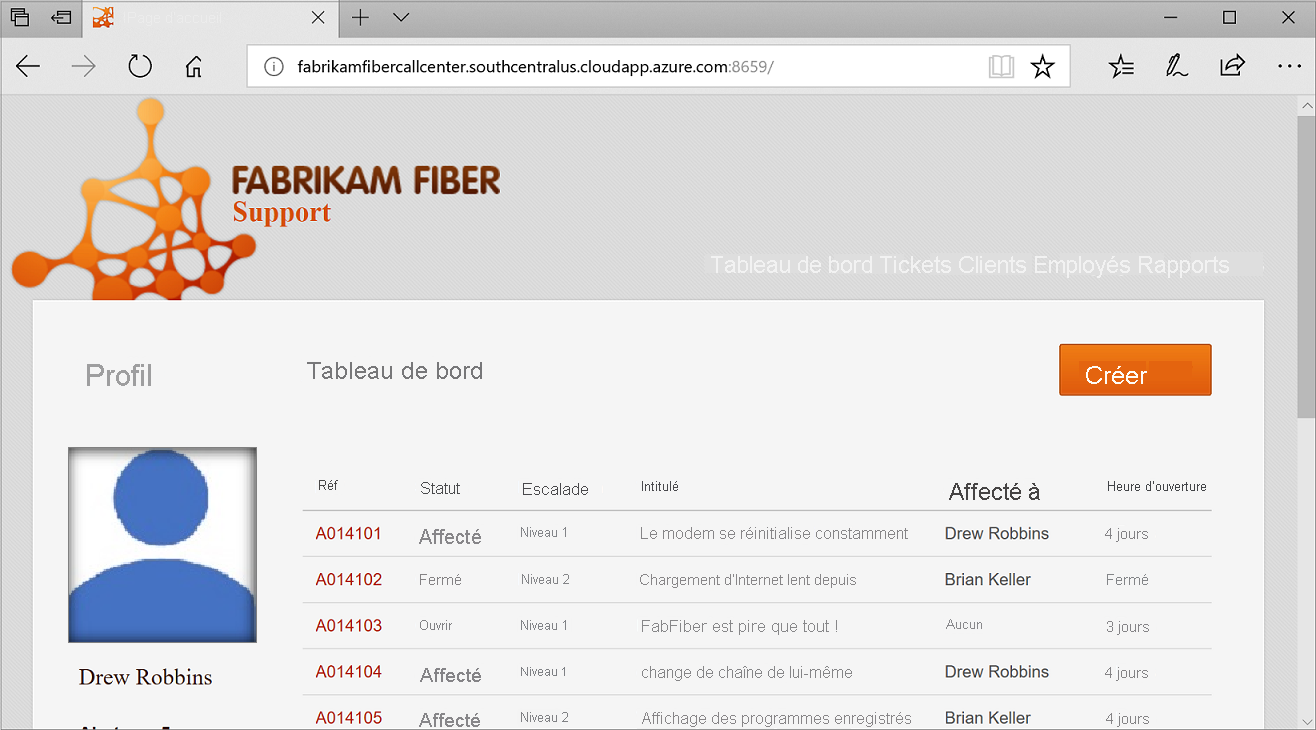 Page d'accueil
fabrikamfibercallcenter.southcentralus.cloudapp.azure.com:8659/
FABRIKAM FIBER
Support
Tableau de bord Tickets Clients Employés Rapports
Profil
Tableau de bord
Créer
Réf Statut Escalade Intitulé Affecté à Heure d'ouverture
A014101 Affecté Niveau 1 Le modem se réinitialise constamment Drew Robbins 4 jours
A014102 Fermé Niveau 2 Chargement d'Internet lent depuis Brian Keller Fermé
A014103 Ouvrir Niveau 1 FabFiber est pire que tout ! Aucun 3 jours
A014104 Affecté Niveau 1 change de chaîne de lui-même Drew Robbins 4 jours
A014105 Affecté Niveau 2 Affichage des programmes enregistrés Brian Keller 4 jours
Drew Robbins